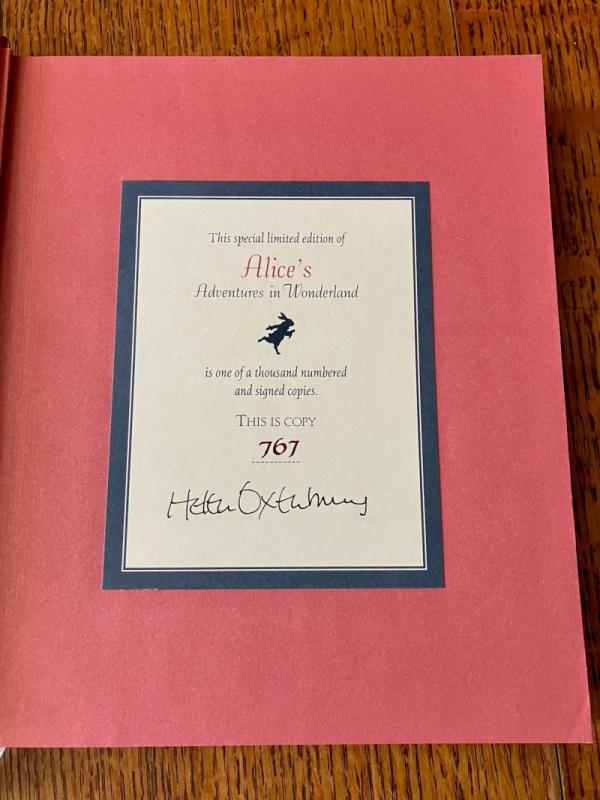 This special limited edition of
Alice's
Adventures in Wonderland
is one of a thousand numbered
and signed copies.
THIS IS COPY
767
Helen Oxenbury